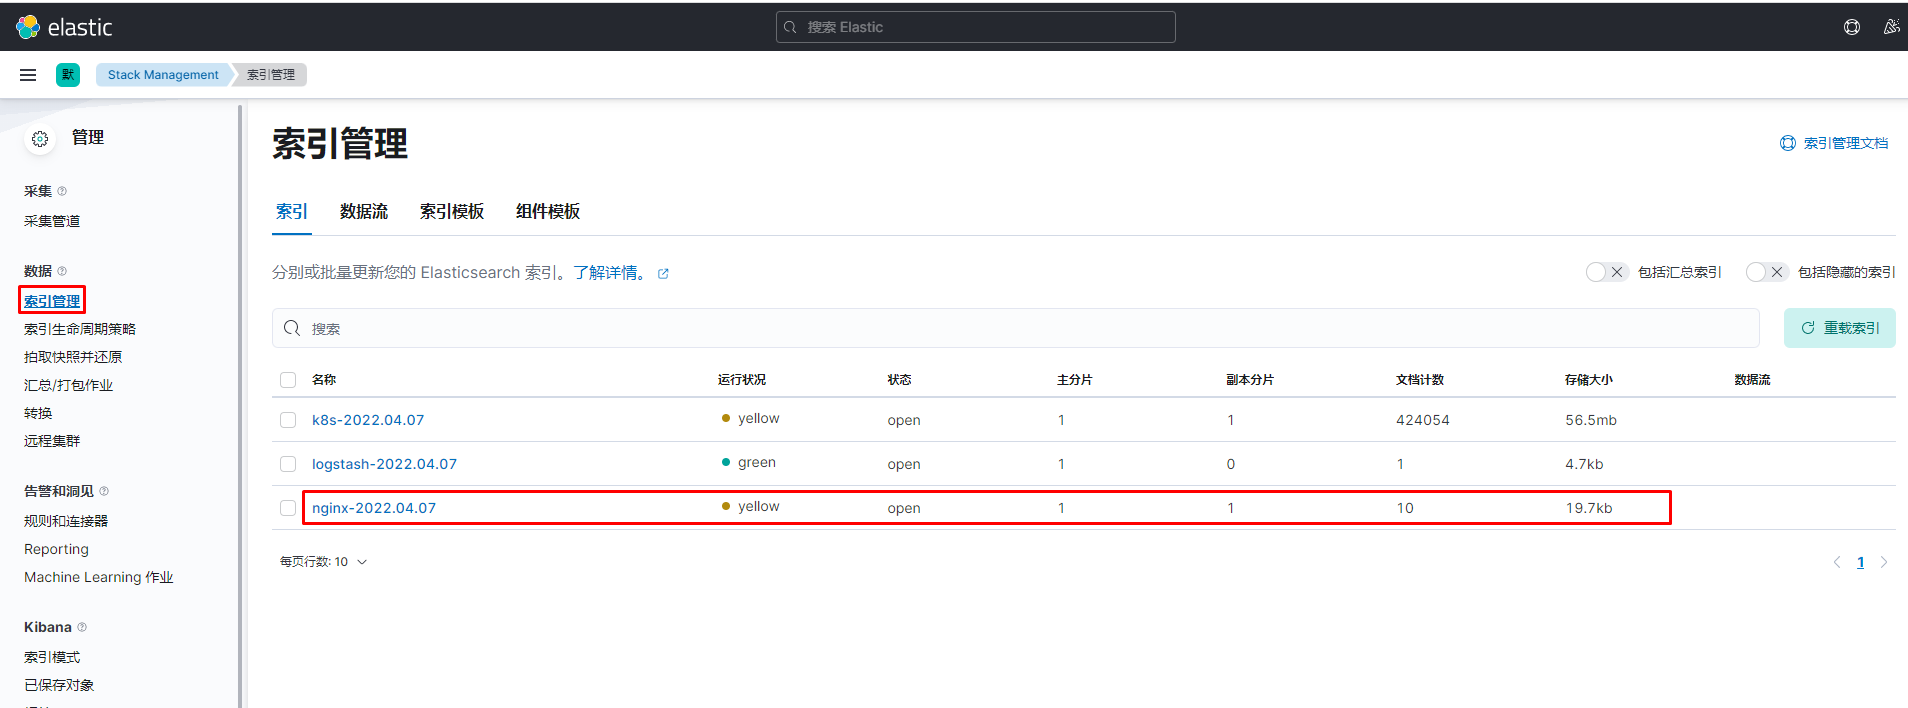 elastic
搜索 Elastic
默
Stack Management
索引管理
管理
采集
采集管道
数据
索引管理
索引生命周期策略
拍取快照并还原
汇总/打包作业
转换
远程集群
告警和洞见
规则和连接器
Reporting
Machine Learning 作业
Kibana
索引模式
已保存对象
索引管理
索引管理文档
索引 数据流 索引模板 组件模板
分别或批量更新您的 Elasticsearch 索引。了解详情。
包括汇总索引 包括隐藏的索引
搜索
重载索引
名称 运行状况 状态 主分片 副本分片 文档计数 存储大小 数据流
k8s-2022.04.07 yellow open 1 1 424054 56.5mb
logstash-2022.04.07 green open 1 0 1 4.7kb
nginx-2022.04.07 yellow open 1 1 10 19.7kb
每页行数: 10
1